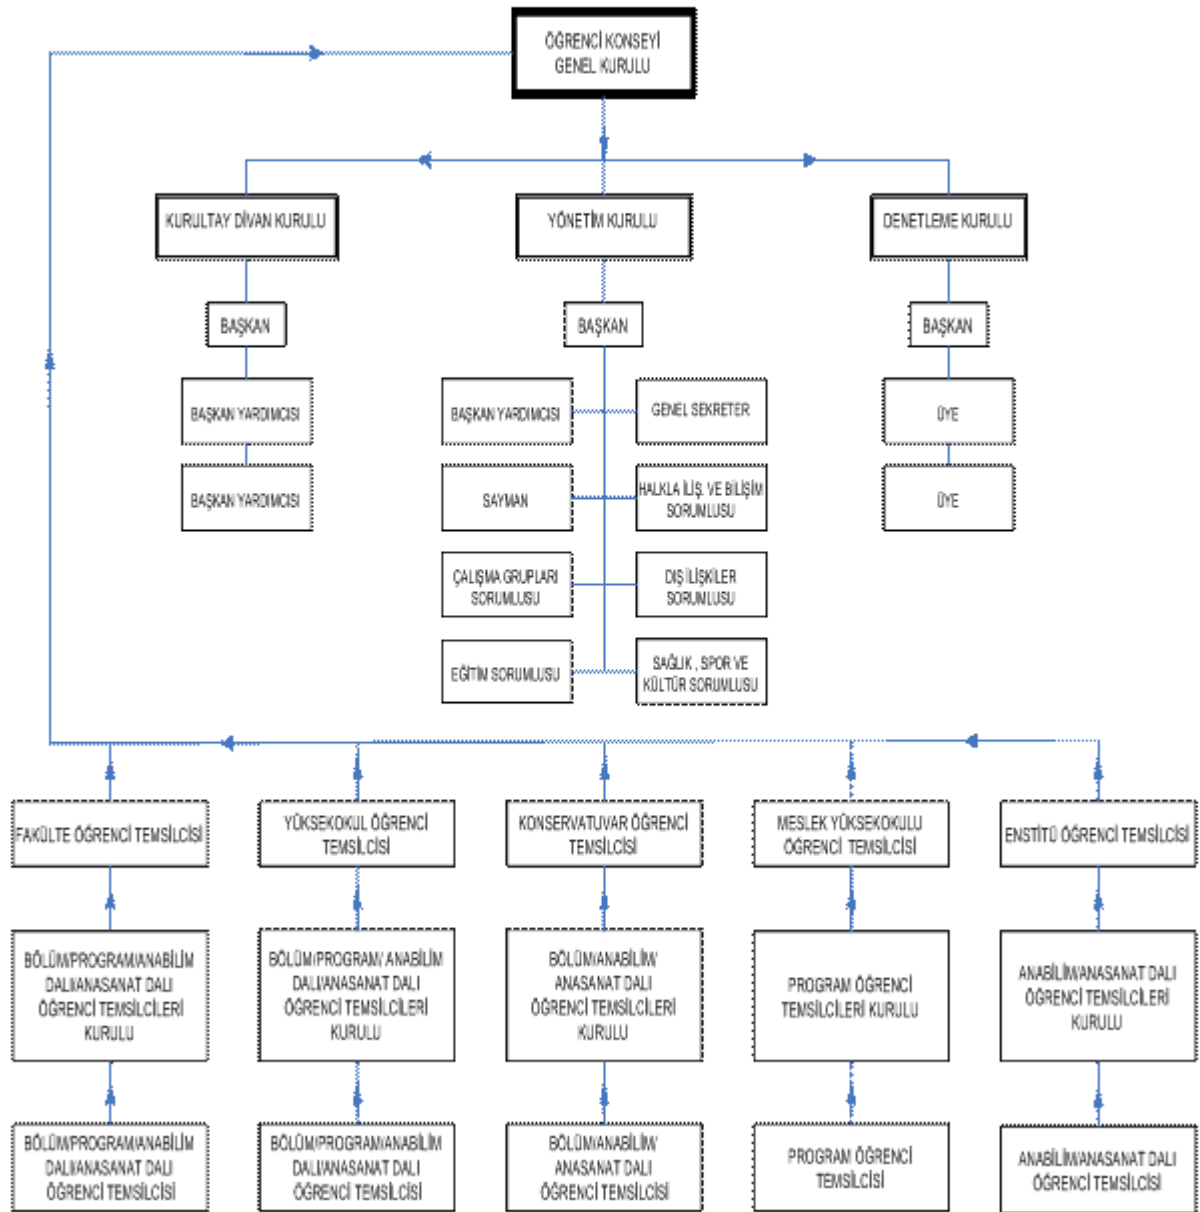 ÖĞRENCİ KONSEYİ
GENEL KURULU
KURULTAY DİVAN KURULU
YÖNETİM KURULU
DENETLEME KURULU
BAŞKAN
BAŞKAN
BAŞKAN
BAŞKAN YARDIMCISI
BAŞKAN YARDIMCISI
GENEL SEKRETER
ÜYE
BAŞKAN YARDIMCISI
SAYMAN
HALKLA İLİŞ. VE BİLİŞİM
SORUMLUSU
ÜYE
ÇALIŞMA GRUPLARI
SORUMLUSU
DIŞ İLİŞKİLER
SORUMLUSU
EĞİTİM SORUMLUSU
SAĞLIK , SPOR VE
KÜLTÜR SORUMLUSU
FAKÜLTE ÖĞRENCİ TEMSİLCİSİ
YÜKSEKOKUL ÖĞRENCİ
TEMSİLCİSİ
KONSERVATUVAR ÖĞRENCİ
TEMSİLCİSİ
MESLEK YÜKSEKOKULU
ÖĞRENCİ TEMSİLCİSİ
ENSTİTÜ ÖĞRENCİ TEMSİLCİSİ
BÖLÜM/PROGRAM/ANABİLİM
DALI/ANASANAT DALI
ÖĞRENCİ TEMSİLCİLERİ
KURULU
BÖLÜM/PROGRAM/ ANABİLİM
DALI/ANASANAT DALI
ÖĞRENCİ TEMSİLCİLERİ
KURULU
BÖLÜM/ANABİLİM/
ANASANAT DALI
ÖĞRENCİ TEMSİLCİLERİ
KURULU
PROGRAM ÖĞRENCİ
TEMSİLCİLERİ KURULU
ANABİLİM/ANASANAT DALI
ÖĞRENCİ TEMSİLCİLERİ
KURULU
BÖLÜM/PROGRAM/ANABİLİM
DALI/ANASANAT DALI
ÖĞRENCİ TEMSİLCİSİ
BÖLÜM/PROGRAM/ANABİLİM
DALI/ANASANAT DALI
ÖĞRENCİ TEMSİLCİSİ
BÖLÜM/ANABİLİM/
ANASANAT DALI
ÖĞRENCİ TEMSİLCİSİ
PROGRAM ÖĞRENCİ
TEMSİLCİSİ
ANABİLİM/ANASANAT DALI
ÖĞRENCİ TEMSİLCİSİ